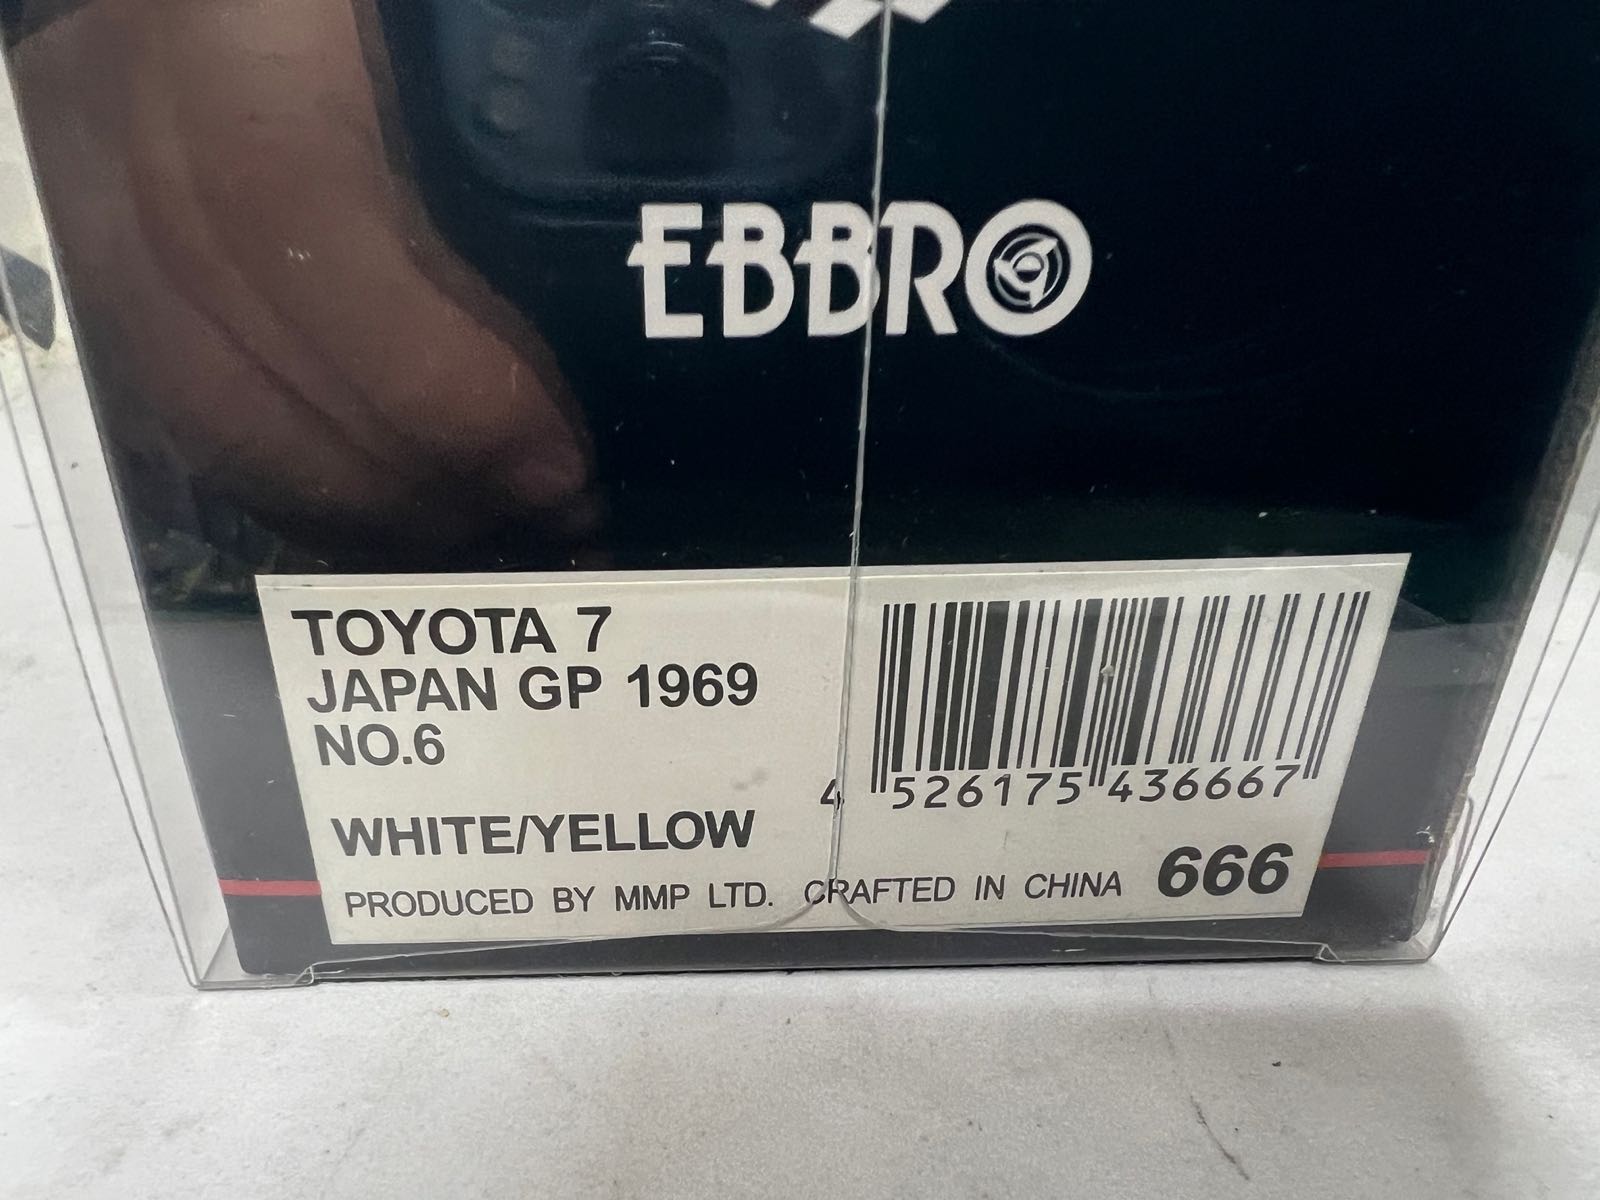 EBBRO
TOYOTA 7
JAPAN GP 1969
NO.6
WHITE/YELLOW
4 526175 436667
PRODUCED BY MMP LTD. CRAFTED IN CHINA 666